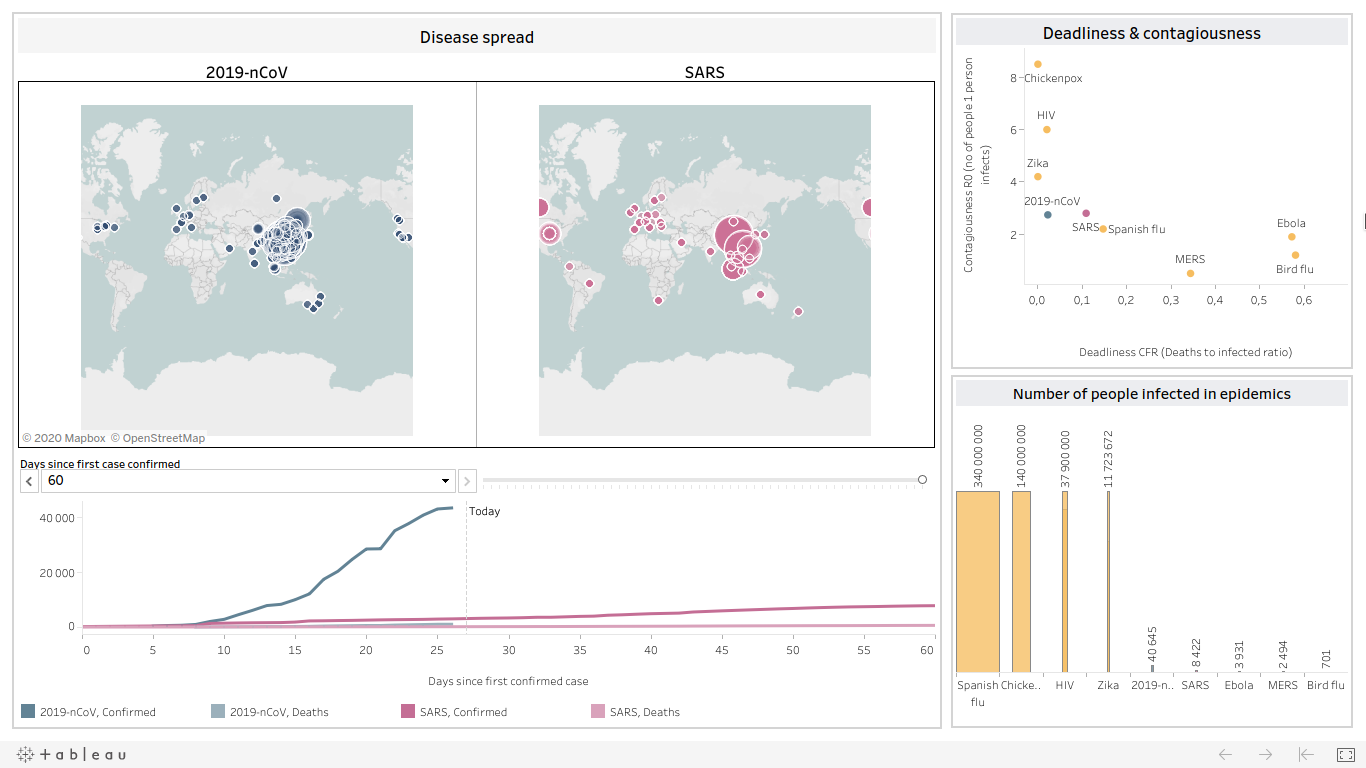 Disease spread
2019-nCoV
SARS
© 2020 Mapbox © OpenStreetMap
Days since first case confirmed
60
Today
40 000
20 000
0
0
5
10
15
20
25
30
35
40
45
50
55
60
Days since first confirmed case
2019-nCoV, Confirmed
2019-nCoV, Deaths
SARS, Confirmed
SARS, Deaths
Deadliness & contagiousness
Contagiousness R0 (no of people 1 person
infects)
8
6
4
2
Chickenpox
HIV
Zika
2019-nCoV
SARS
Spanish flu
MERS
Ebola
Bird flu
0,0
0,1
0,2
0,3
0,4
0,5
0,6
Deadliness CFR (Deaths to infected ratio)
Number of people infected in epidemics
340 000 000
140 000 000
37 900 000
11 723 672
40 645
8 422
3 931
2 494
701
Spanish
flu
Chicke..
HIV
Zika
2019-n..
SARS
Ebola
MERS
Bird flu
+ a b | e a u